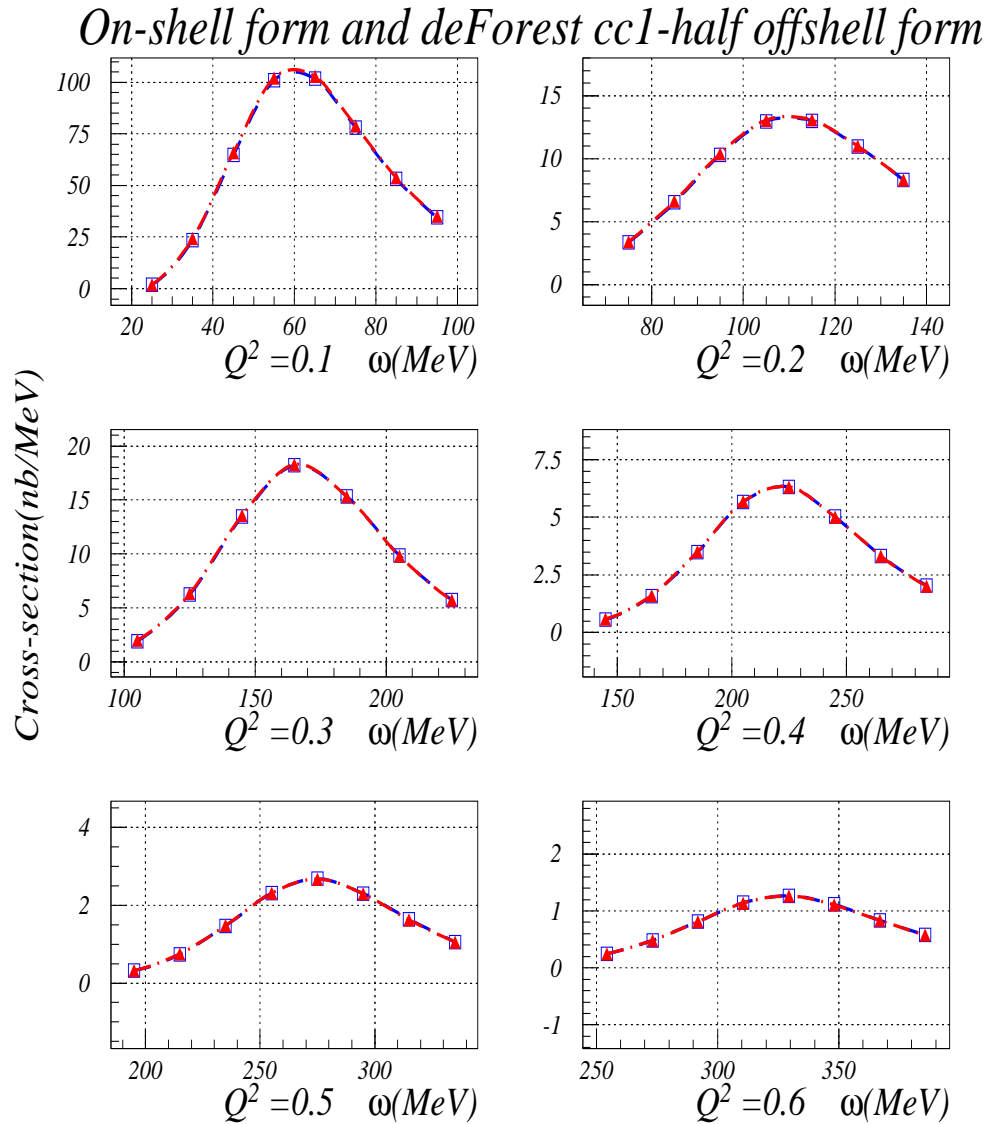 On-shell form and deForest cc1-half offshell form
Cross-section(nb/MeV)
100
75
50
25
0
20 40 60 80 100
Q² =0.1 ω(MeV)
15
10
5
0
80 100 120 140
Q² =0.2 ω(MeV)
20
15
10
5
0
100 150 200
Q² =0.3 ω(MeV)
7.5
5
2.5
0
150 200 250
Q² =0.4 ω(MeV)
4
2
0
200 250 300
Q² =0.5 ω(MeV)
2
1
0
-1
250 300 350
Q² =0.6 ω(MeV)